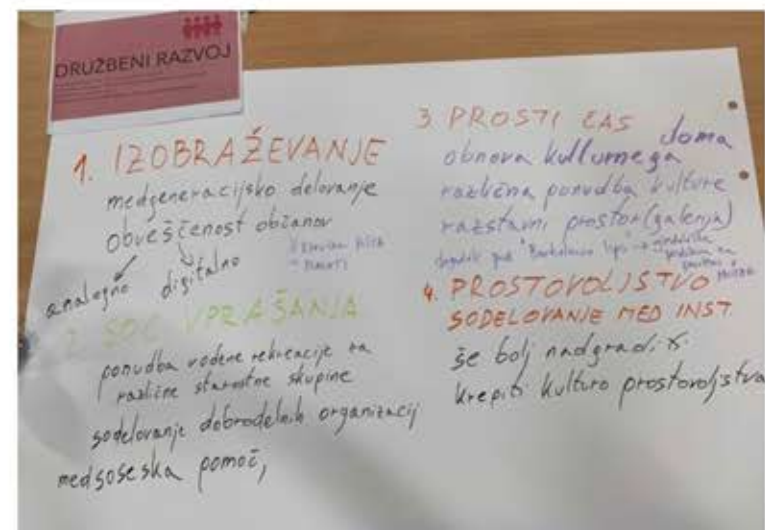 DRUŽBENI RAZVOJ
1. IZOBRAŽEVANJE
medgeneracijsko delovanje
obveščenost občanov
analogno digitalno
2. SOC. VPRAŠANJA
ponudba vodene rekreacije za
različne starostne skupine
sodelovanje dobrodelnih organizacij
medsoseska pomoč,
3 PROSTI ČAS
obnova kulturnega doma
različna ponudba kulture
razstavni prostor (galerija)
4. PROSTOVOLJSTVO
SODELOVANJE MED INST.
še bolj nadgraditi
krepiti kulturo prostovoljstva